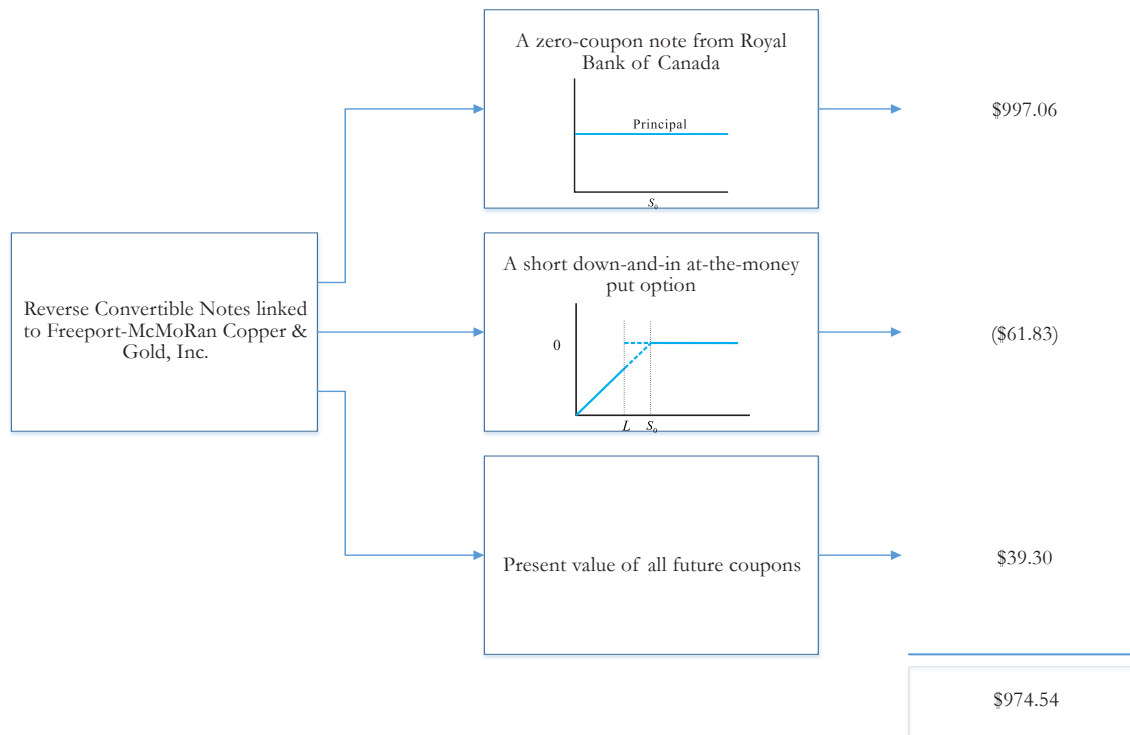 A zero-coupon note from Royal
Bank of Canada
Principal
S₀
$997.06
Reverse Convertible Notes linked
to Freeport-McMoRan Copper &
Gold, Inc.
A short down-and-in at-the-money
put option
0
L
S₀
($61.83)
Present value of all future coupons
$39.30
$974.54